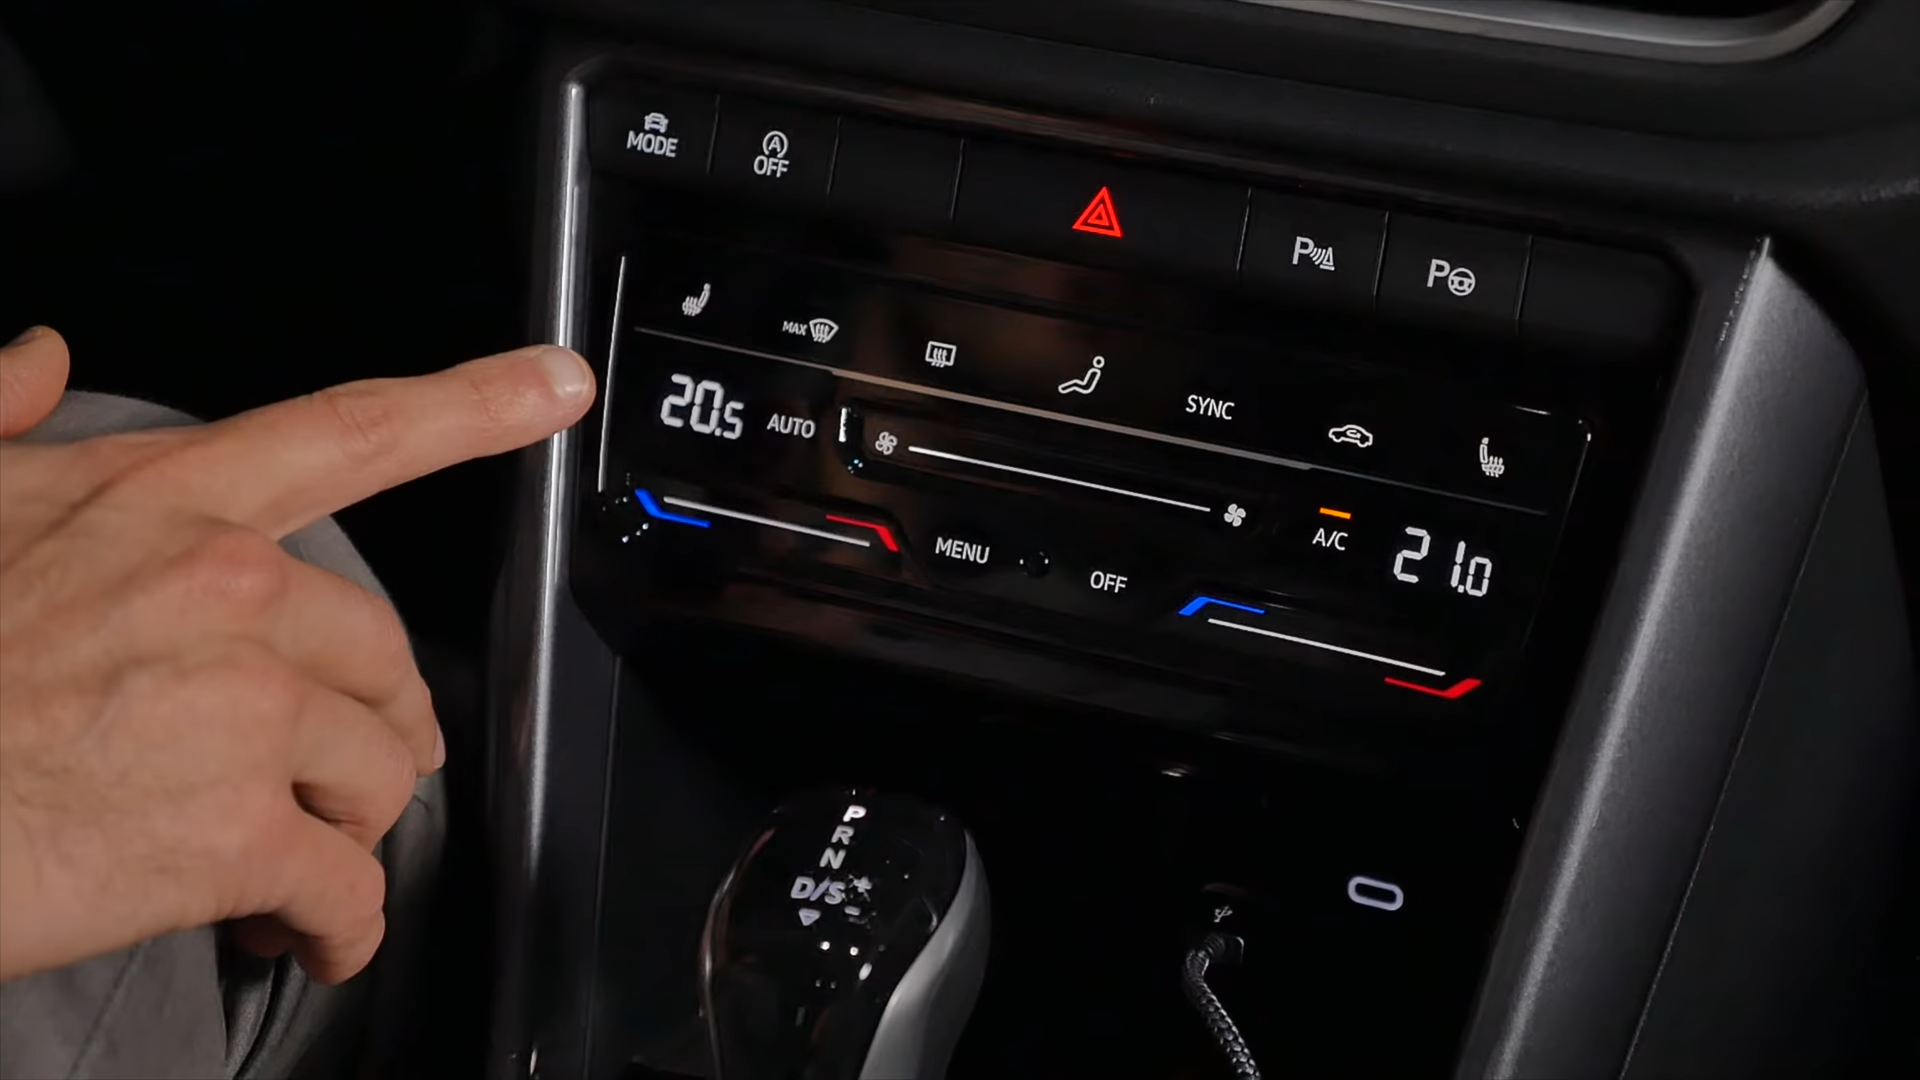 MODE
A
OFF
P
P
MAX
SYNC
20.5
AUTO
A/C
21.0
MENU
OFF
P
R
N
D/S
+
-